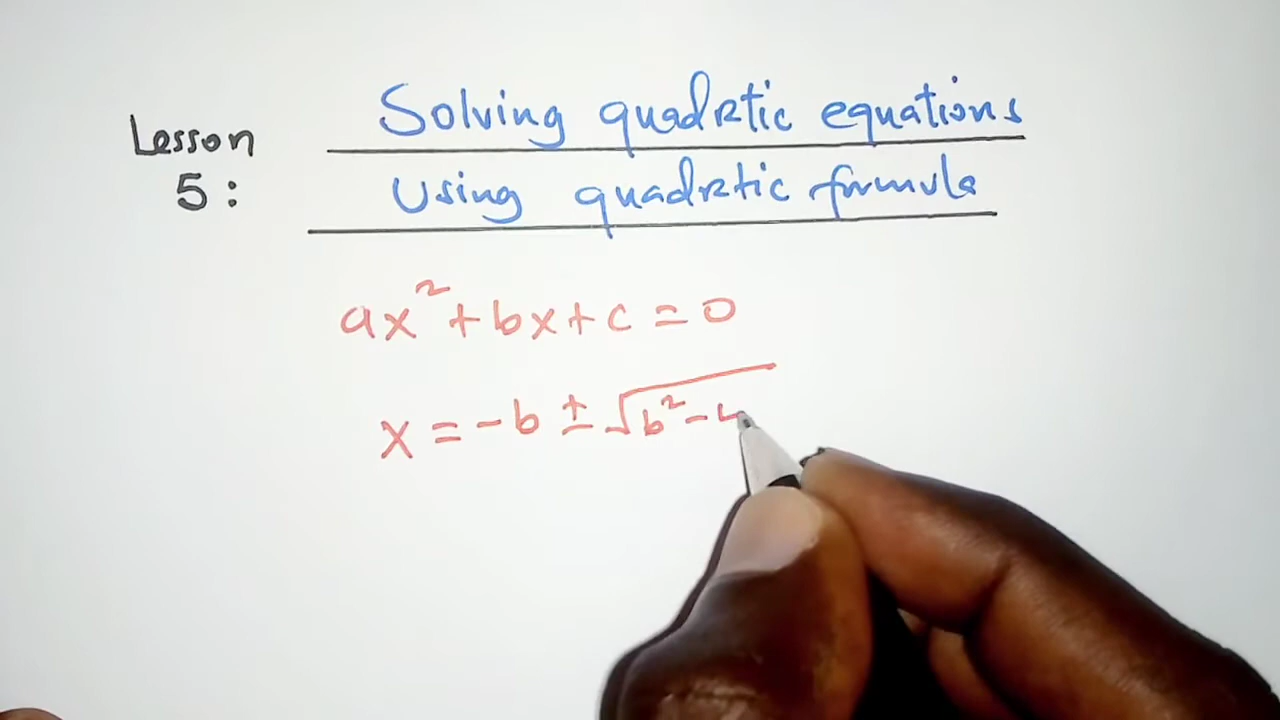 Lesson 5:
Solving quadratic equations
Using quadratic formula
ax² + bx + c = 0
x = -b ± √b² - 4